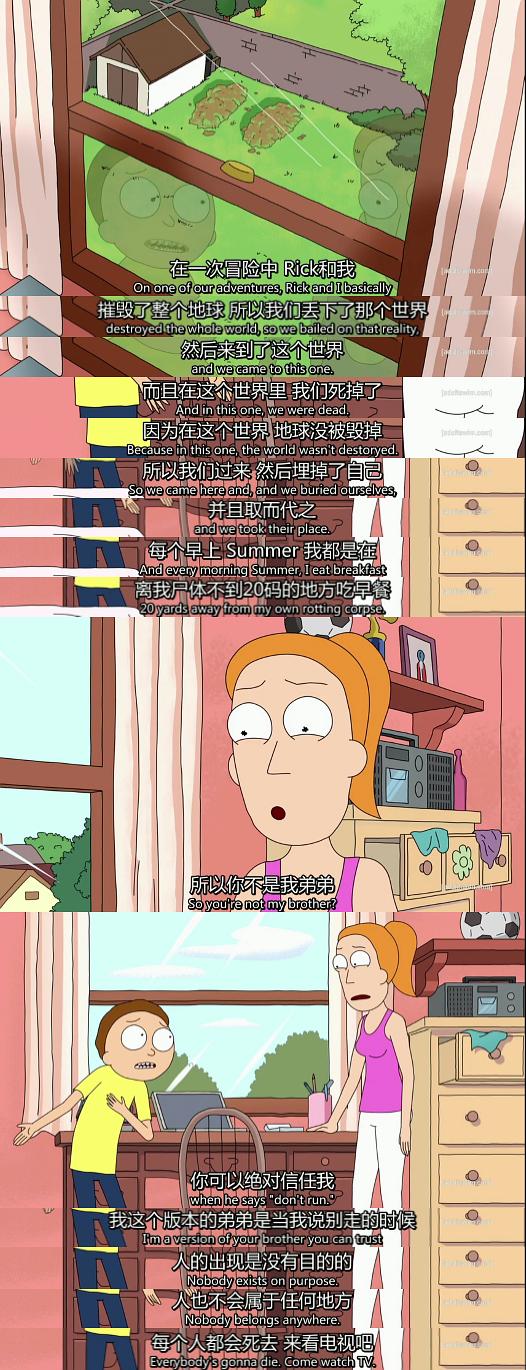 在一次冒险中 Rick和我
On one of our adventures, Rick and I basically
[adultswim.com]
摧毁了整个地球 所以我们丢下了那个世界
destroyed the whole world, so we bailed on that reality,
然后来到了这个世界
and we came to this one.
而且在这个世界里 我们死掉了
And in this one, we were dead.
[adultswim.com]
因为在这个世界 地球没被毁掉
Because in this one, the world wasn't destoryed.
[adultswim.com]
所以我们过来 然后埋掉了自己
So we came here and, and we buried ourselves,
并且取而代之
and we took their place.
每个早上 Summer 我都是在
And every morning Summer, I eat breakfast
离我尸体不到20码的地方吃早餐
20 yards away from my own rotting corpse.
所以你不是我弟弟
So you're not my brother?
你可以绝对信任我
when he says "don't run."
我这个版本的弟弟是当我说别走的时候
I'm a version of your brother you can trust
人的出现是没有目的的
Nobody exists on purpose.
人也不会属于任何地方
Nobody belongs anywhere.
每个人都会死去 来看电视吧
Everybody's gonna die. Come watch TV.